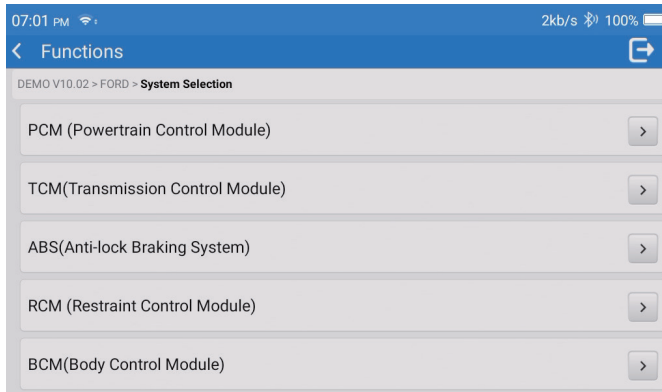 07:01 PM
2kb/s 100%
Functions
DEMO V10.02 > FORD > System Selection
PCM (Powertrain Control Module)
TCM(Transmission Control Module)
ABS(Anti-lock Braking System)
RCM (Restraint Control Module)
BCM(Body Control Module)